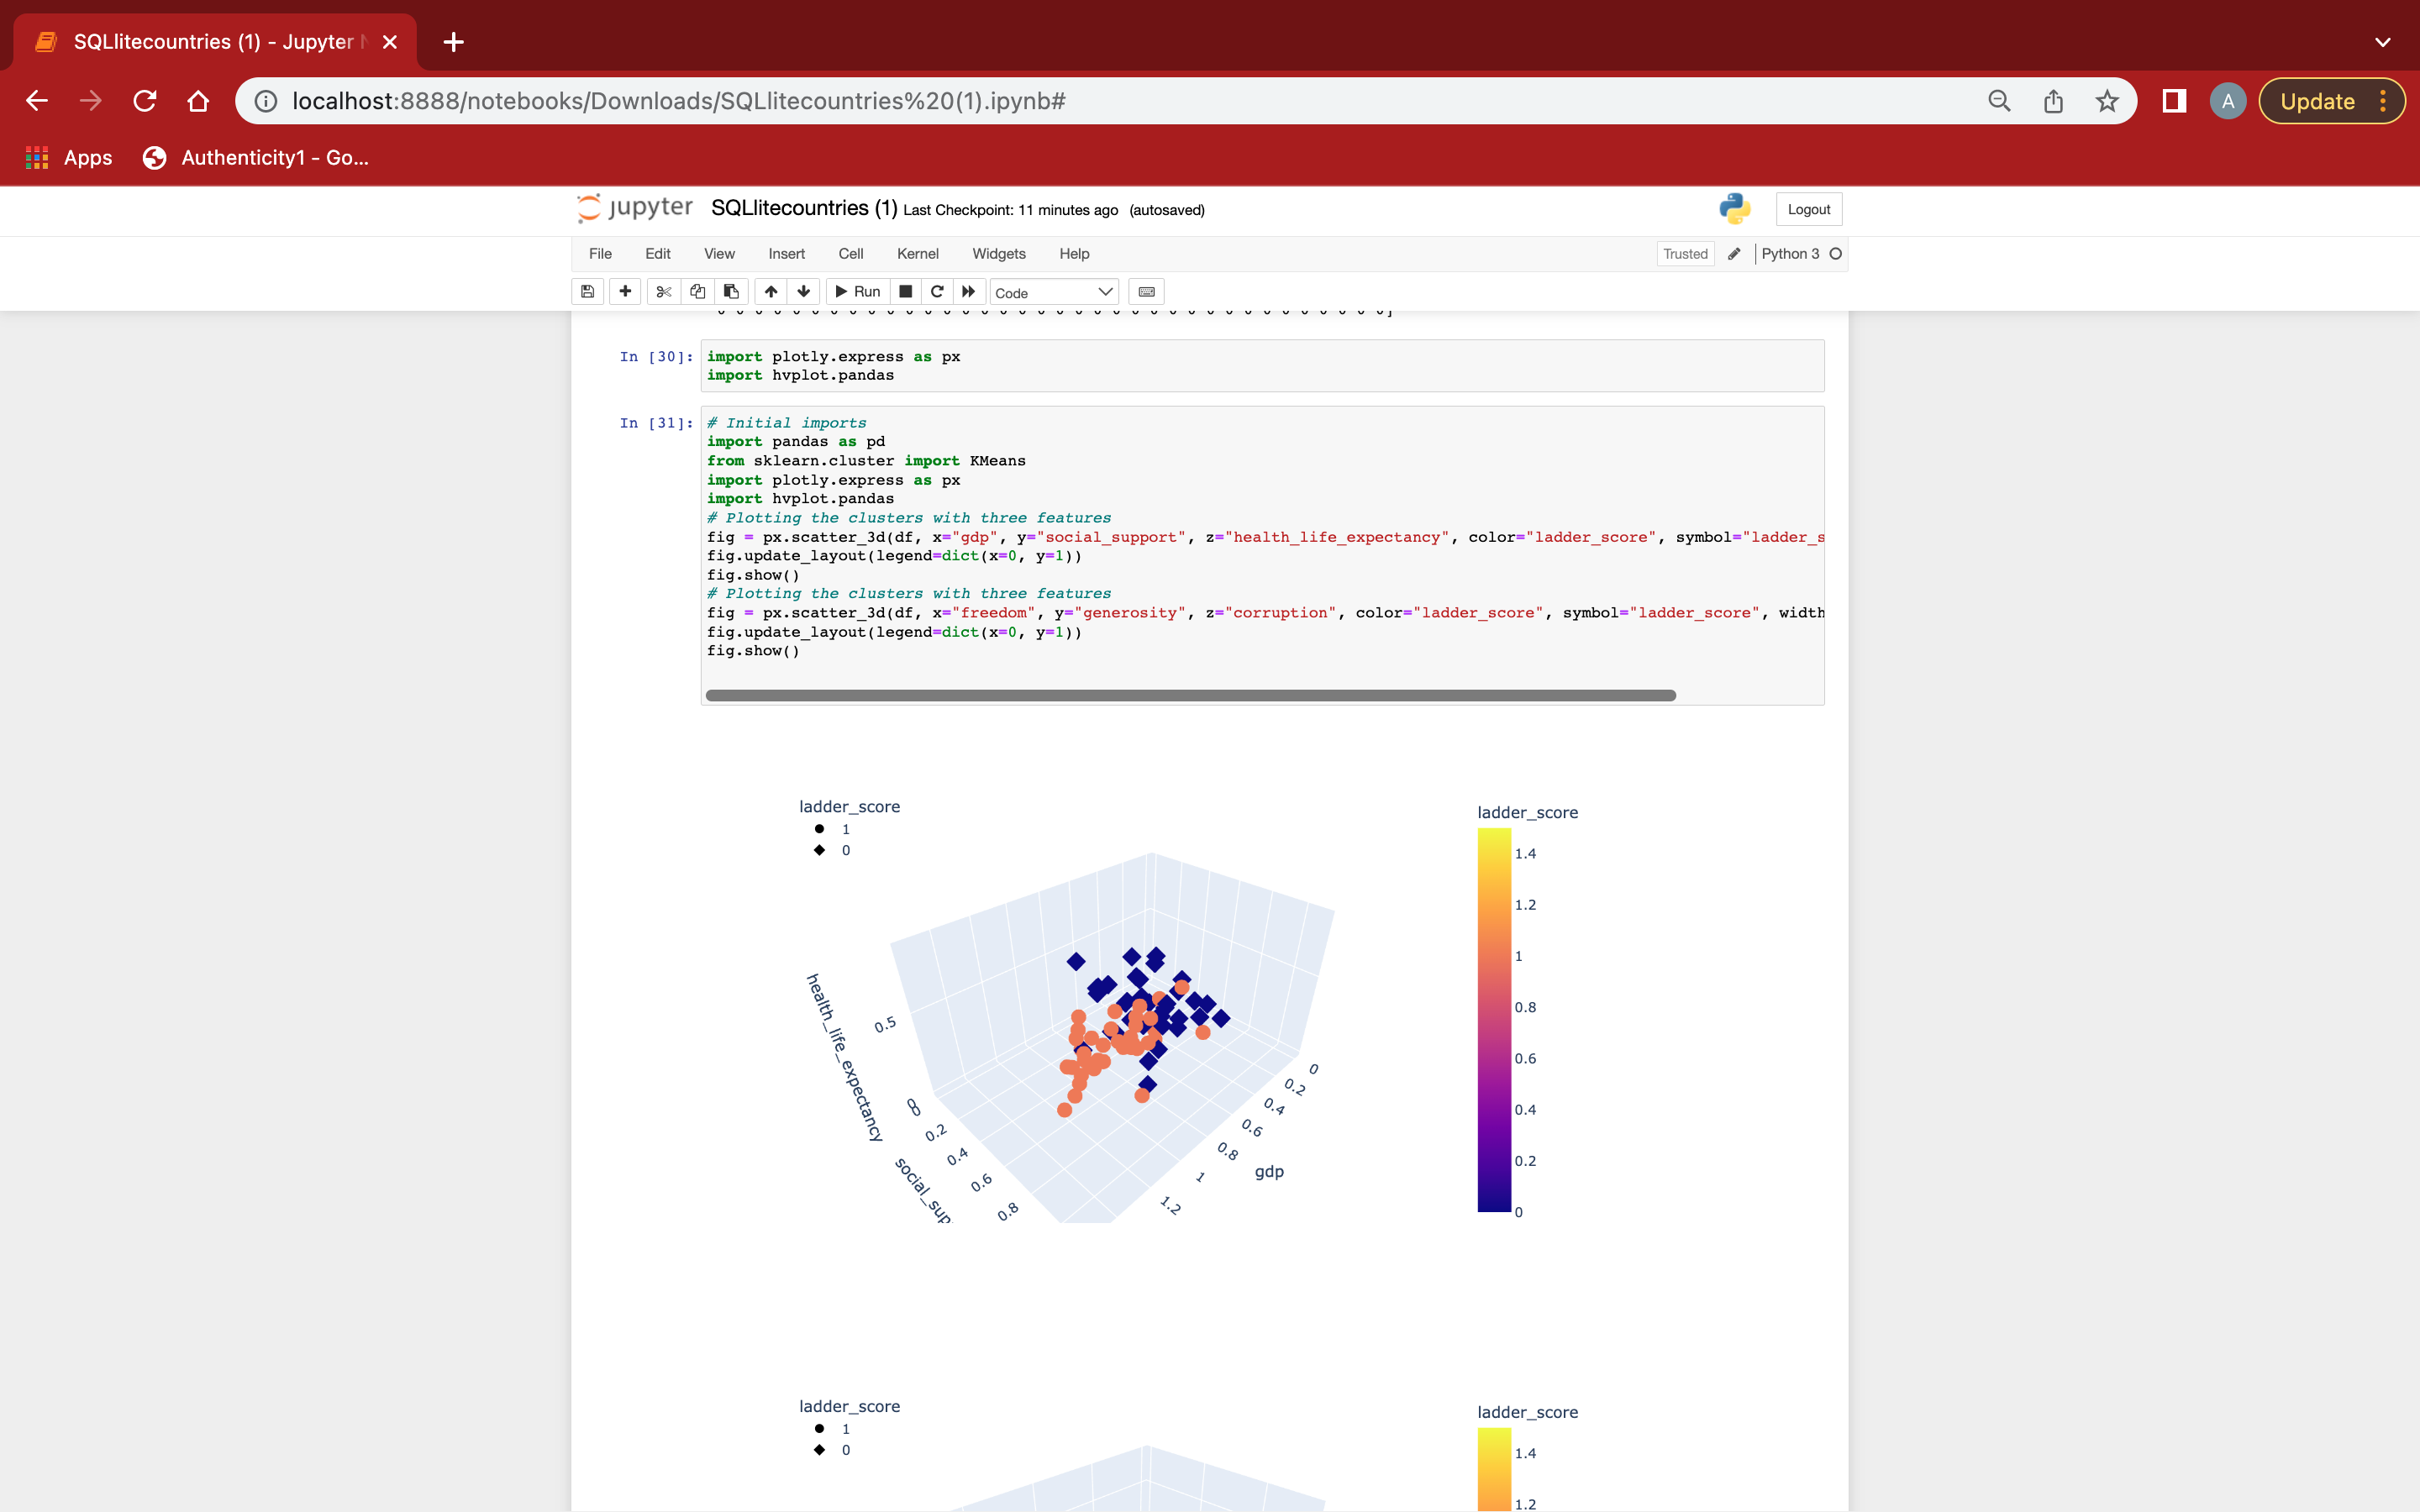 SQLlitecountries (1) - Jupyter N
localhost:8888/notebooks/Downloads/SQLlitecountries%20(1).ipynb#
A
Update
Apps
Authenticity1 - Go...
jupyter SQLlitecountries (1) Last Checkpoint: 11 minutes ago (autosaved)
Logout
File Edit View Insert Cell Kernel Widgets Help
Trusted
Python 3
Run
Code
In [30]:
import plotly.express as px
import hvplot.pandas
In [31]:
# Initial imports
import pandas as pd
from sklearn.cluster import KMeans
import plotly.express as px
import hvplot.pandas
# Plotting the clusters with three features
fig = px.scatter_3d(df, x="gdp", y="social_support", z="health_life_expectancy", color="ladder_score", symbol="ladder_s
fig.update_layout(legend=dict(x=0, y=1))
fig.show()
# Plotting the clusters with three features
fig = px.scatter_3d(df, x="freedom", y="generosity", z="corruption", color="ladder_score", symbol="ladder_score", width
fig.update_layout(legend=dict(x=0, y=1))
fig.show()
ladder_score
1
0
health_life_expectancy
0.5
0
0
0.2
0.4
0.6
0.8
social_sup
0
0.2
0.4
0.6
0.8
1
1.2
gdp
ladder_score
1.4
1.2
1
0.8
0.6
0.4
0.2
0
ladder_score
1
0
ladder_score
1.4
1.2